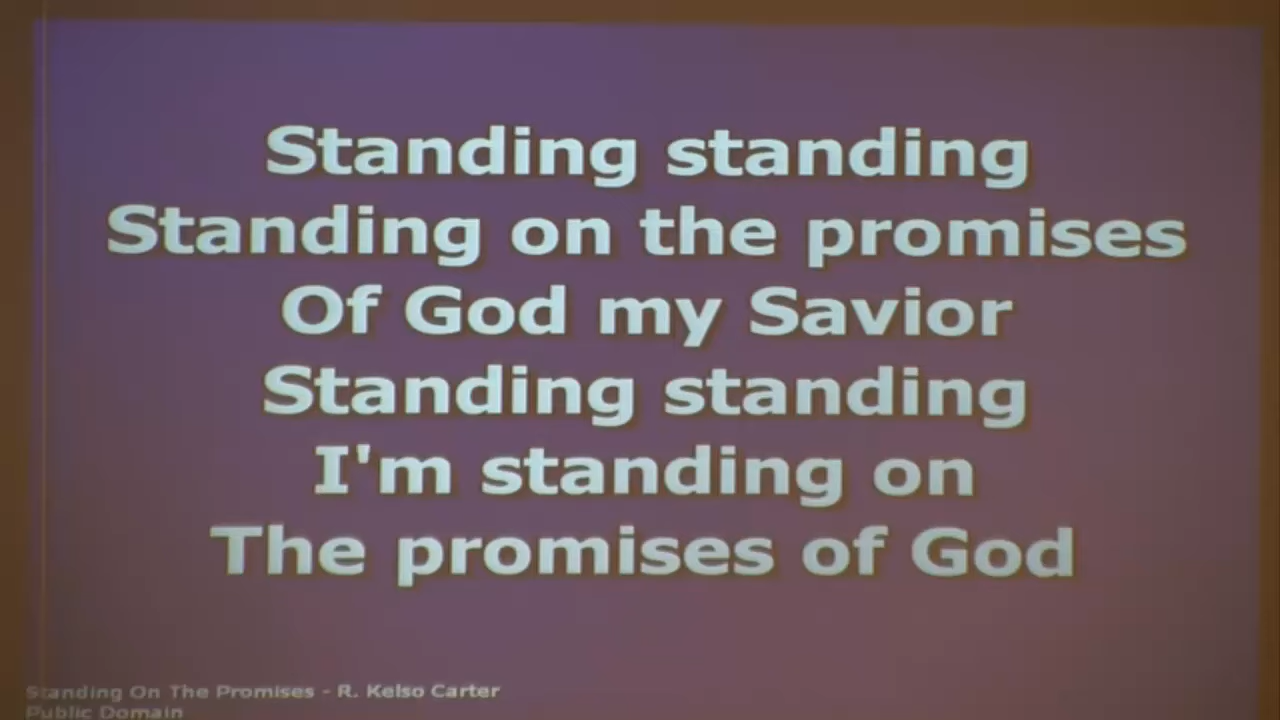 Standing standing
Standing on the promises
Of God my Savior
Standing standing
I'm standing on
The promises of God
Standing On The Promises - R. Kelso Carter
Public Domain